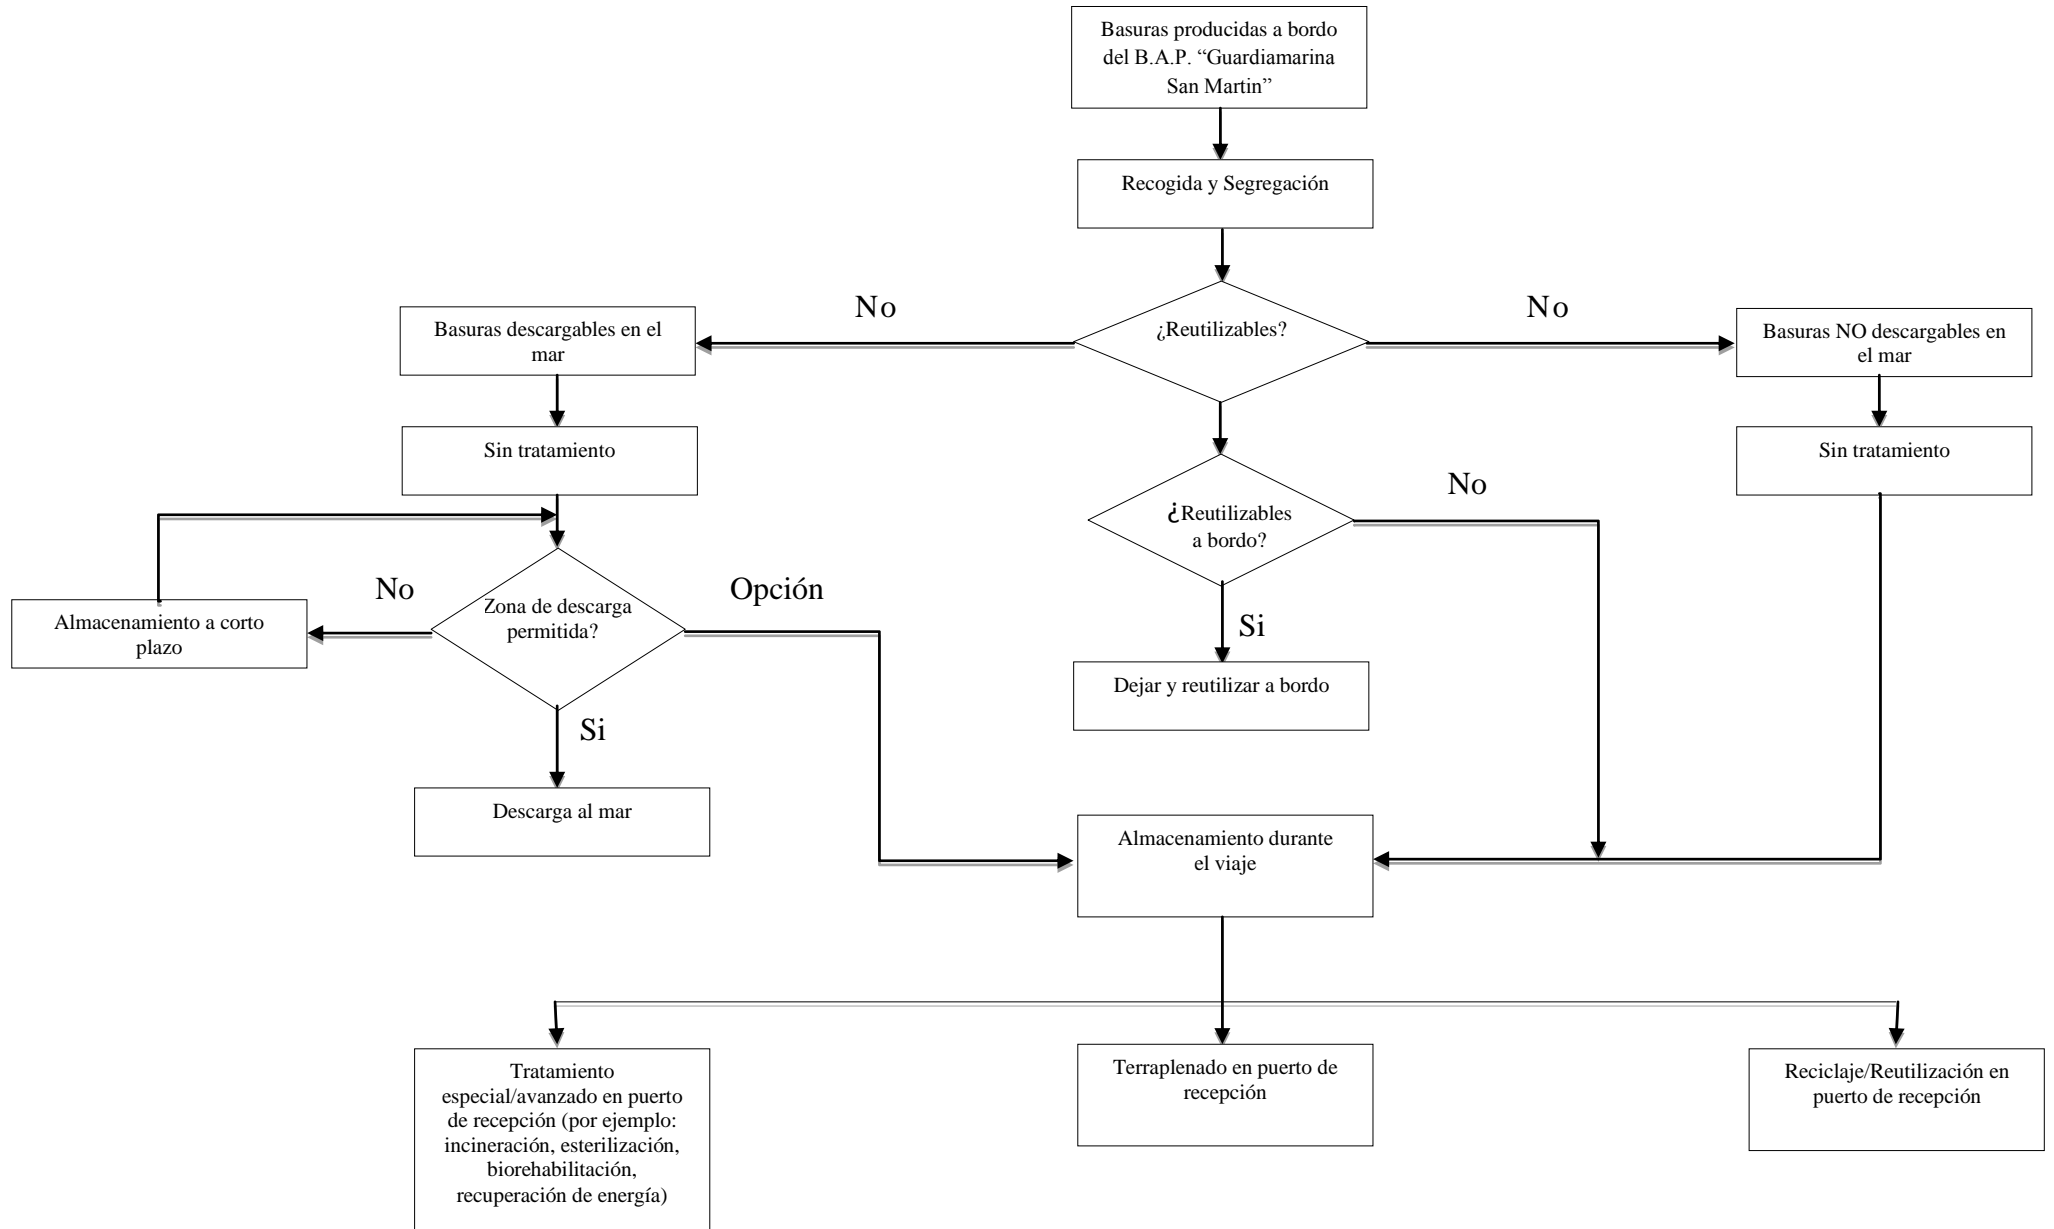 Basuras producidas a bordo
del B.A.P. “Guardiamarina
San Martin”
Recogida y Segregación
No
No
¿Reutilizables?
Basuras descargables en el
mar
Basuras NO descargables en
el mar
Sin tratamiento
Sin tratamiento
No
¿Reutilizables
a bordo?
No
Opción
Zona de descarga
permitida?
Almacenamiento a corto
plazo
Si
Dejar y reutilizar a bordo
Si
Descarga al mar
Almacenamiento durante
el viaje
Tratamiento
especial/avanzado en puerto
de recepción (por ejemplo:
incineración, esterilización,
biorehabilitación,
recuperación de energía)
Terraplenado en puerto de
recepción
Reciclaje/Reutilización en
puerto de recepción